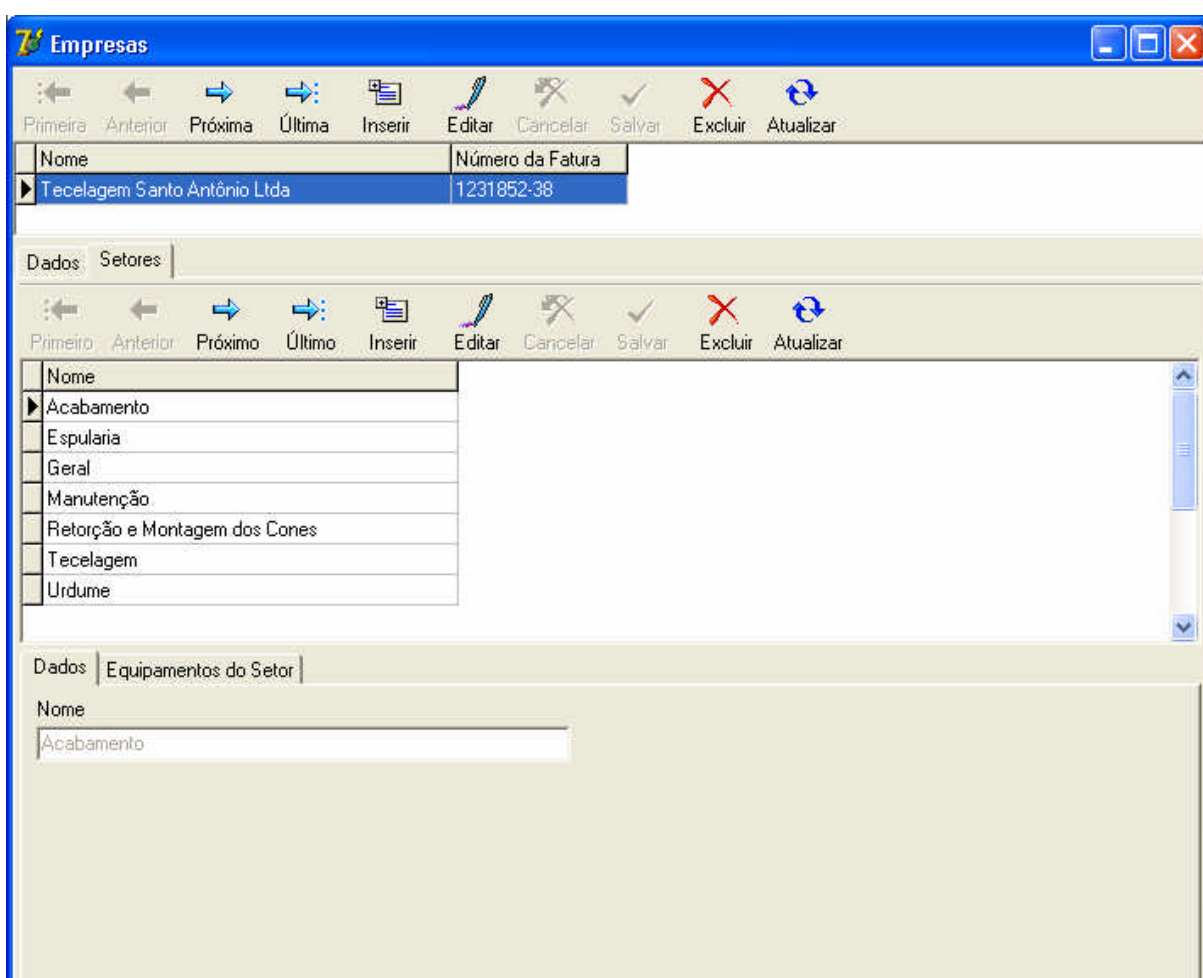 Empresas
Primeira Anterior Próxima Última Inserir Editar Cancelar Salvar Excluir Atualizar
Nome Número da Fatura
Tecelagem Santo Antônio Ltda 1231852-38
Dados Setores
Primeiro Anterior Próximo Último Inserir Editar Cancelar Salvar Excluir Atualizar
Nome
Acabamento
Espularia
Geral
Manutenção
Retorção e Montagem dos Cones
Tecelagem
Urdume
Dados Equipamentos do Setor
Nome
Acabamento